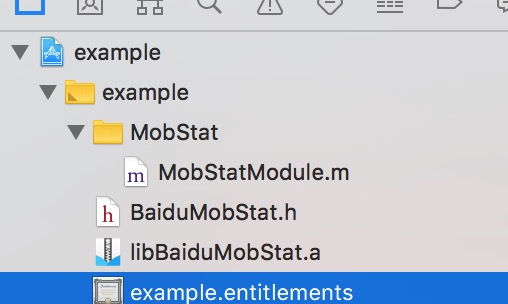 example
example
MobStat
MobStatModule.m
BaiduMobStat.h
libBaiduMobStat.a
example.entitlements